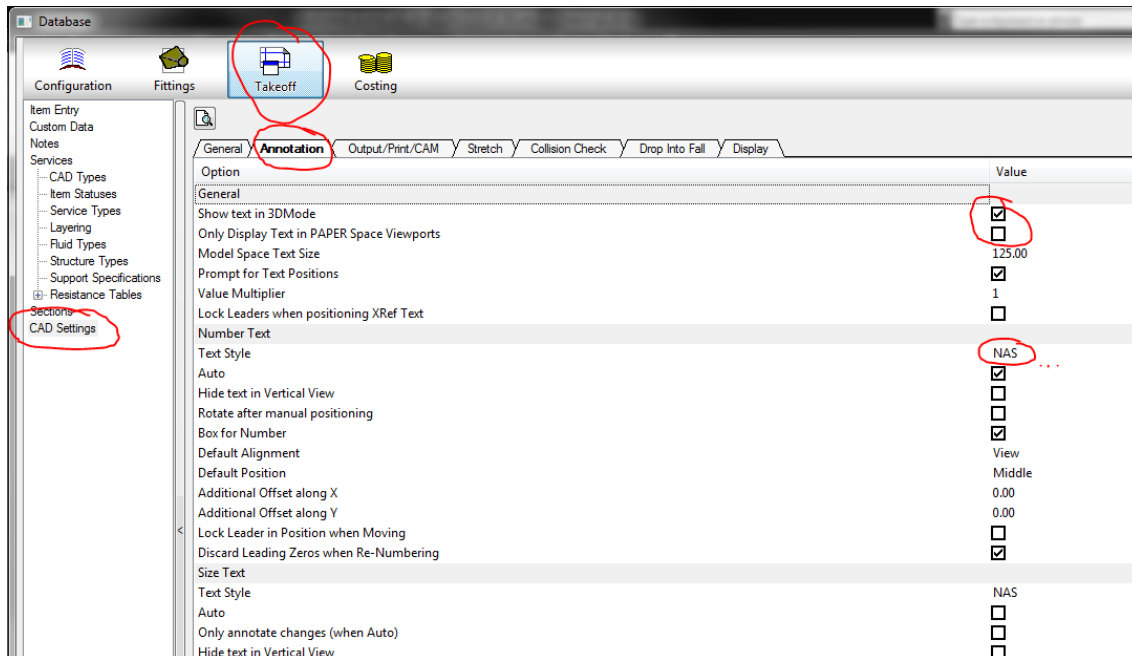 Database
Configuration Fittings Takeoff Costing
Item Entry
Custom Data
Notes
Services
CAD Types
Item Statuses
Service Types
Layering
Fluid Types
Structure Types
Support Specifications
Resistance Tables
Sections
CAD Settings
General Annotation Output/Print/CAM Stretch Collision Check Drop Into Fall Display
Option Value
General
Show text in 3DMode
Only Display Text in PAPER Space Viewports
Model Space Text Size 125.00
Prompt for Text Positions
Value Multiplier 1
Lock Leaders when positioning XRef Text
Number Text
Text Style NAS
Auto
Hide text in Vertical View
Rotate after manual positioning
Box for Number
Default Alignment View
Default Position Middle
Additional Offset along X 0.00
Additional Offset along Y 0.00
Lock Leader in Position when Moving
Discard Leading Zeros when Re-Numbering
Size Text
Text Style NAS
Auto
Only annotate changes (when Auto)
Hide text in Vertical View